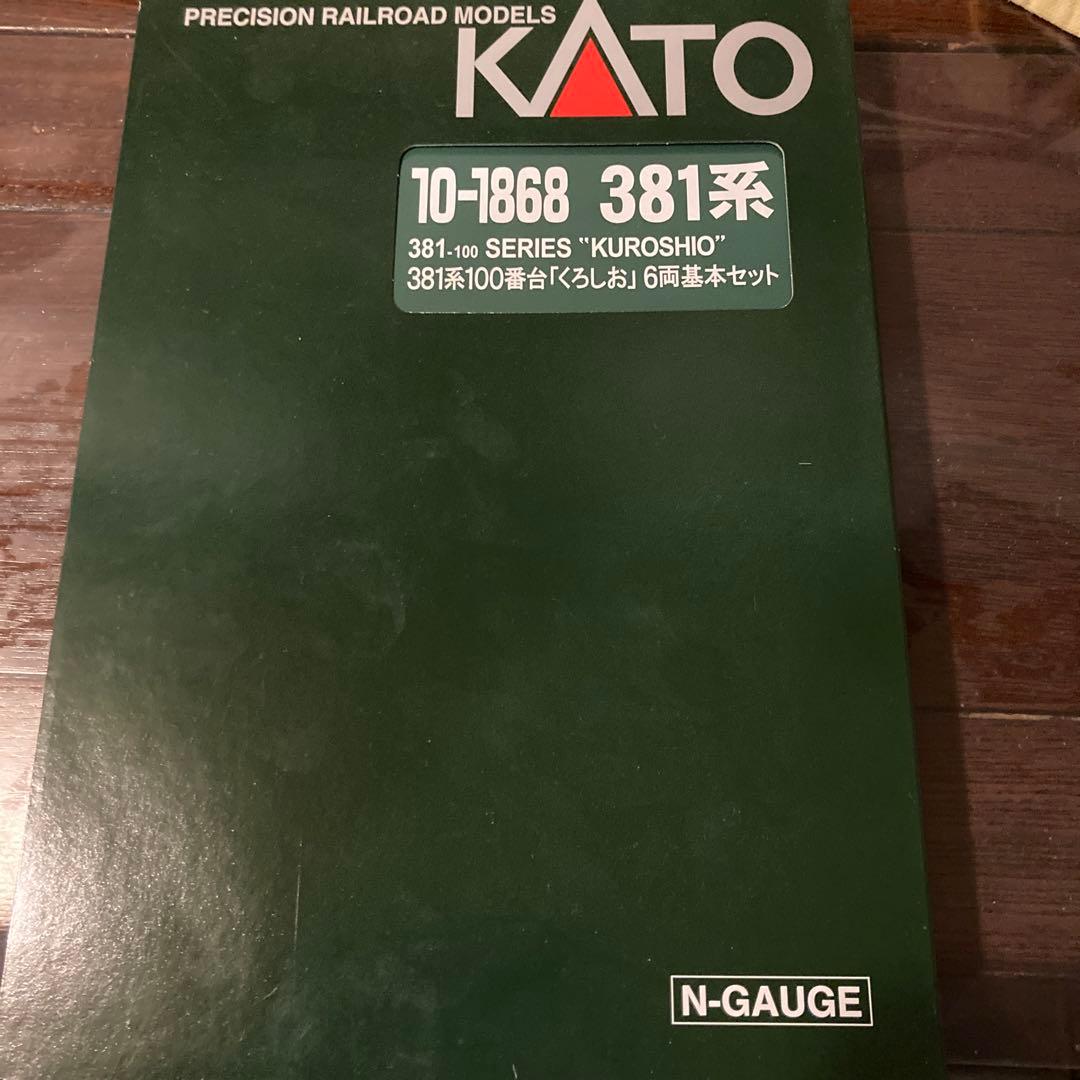 PRECISION RAILROAD MODELS
KATO
10-1868 381系
381-100 SERIES "KUROSHIO"
381系100番台「くろしお」6両基本セット
N-GAUGE